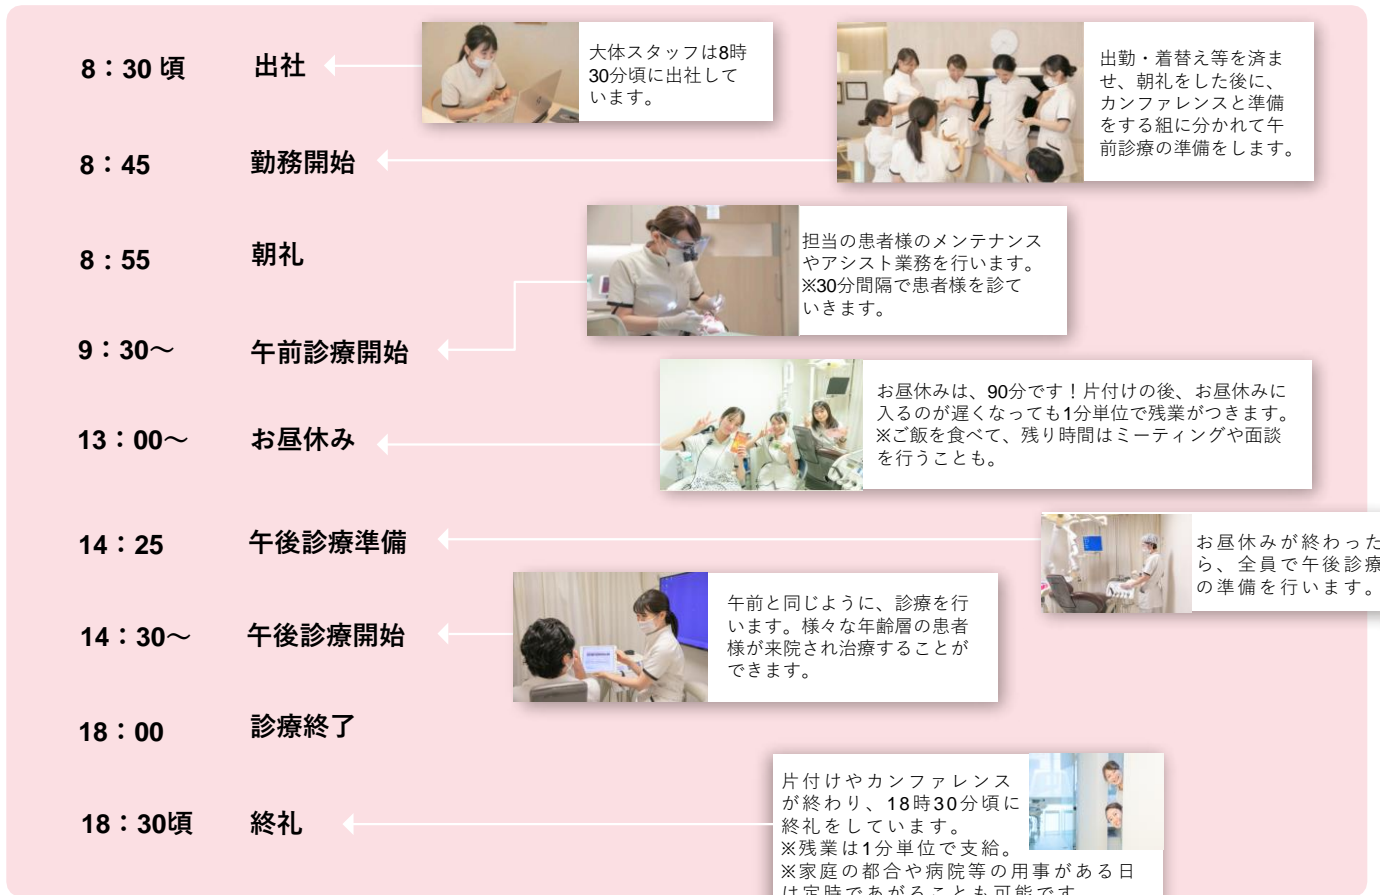 8：30 頃　出社
大体スタッフは8時
30分頃に出社して
います。
8：45　勤務開始
出勤・着替え等を済ま
せ、朝礼をした後に、
カンファレンスと準備
をする組に分かれて午
前診療の準備をします。
8：55　朝礼
9：30〜　午前診療開始
担当の患者様のメンテナンス
やアシスト業務を行います。
※30分間隔で患者様を診て
いきます。
13：00〜　お昼休み
お昼休みは、90分です！片付けの後、お昼休みに
入るのが遅くなっても1分単位で残業がつきます。
※ご飯を食べて、残り時間はミーティングや面談
を行うことも。
14：25　午後診療準備
お昼休みが終わった
ら、全員で午後診療
の準備を行います。
14：30〜　午後診療開始
午前と同じように、診療を行
います。様々な年齢層の患者
様が来院され治療することが
できます。
18：00　診療終了
18：30頃　終礼
片付けやカンファレンス
が終わり、18時30分頃に
終礼をしています。
※残業は1分単位で支給。
※家庭の都合や病院等の用事がある日
は定時であがることも可能です